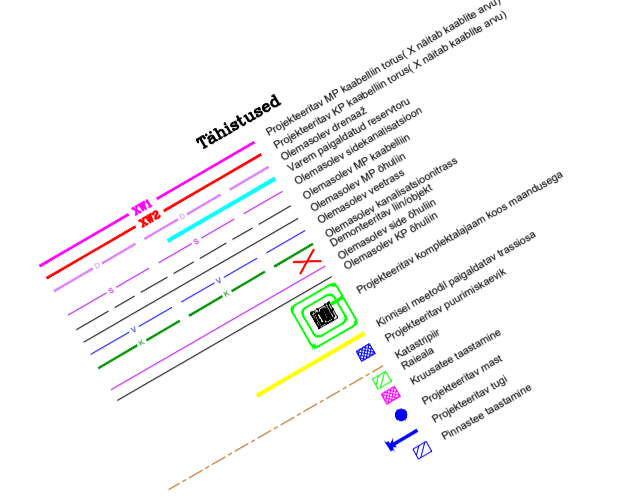 Tähistused
Projekteeritav MP kaabelliin torus( X näitab kaablite arvu)
Projekteeritav KP kaabelliin torus( X näitab kaablite arvu)
Olemasolev drenaaž
Varem paigaldatud reservtoru
Olemasolev sidekanalisatsioon
Olemasolev MP kaabelliin
Olemasolev MP õhuliin
Olemasolev veetrass
Olemasolev kanalisatsioonitrass
Demonteeritav liin/objekt
Olemasolev side õhuliin
Olemasolev KP õhuliin
Projekteeritav komplektalajaam koos maandusega
Kinnisel meetodil paigaldatav trassiosa
Projekteeritav puurimiskaevik
Katastripiir
Raieala
Kruusatee taastamine
Projekteeritav mast
Projekteeritav tugi
Pinnastee taastamine
XW1
XW2
D
D
S
S
V
V
K
K